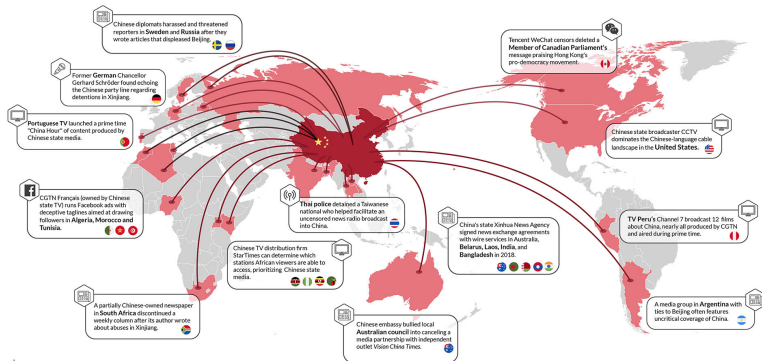 Chinese diplomats harassed and threatened
reporters in Sweden and Russia after they
wrote articles that displeased Beijing.
Tencent WeChat censors deleted a
Member of Canadian Parliament's
message praising Hong Kong's
pro-democracy movement.
Former German Chancellor
Gerhard Schröder found echoing
the Chinese party line regarding
detentions in Xinjiang.
Portuguese TV launched a prime time
"China Hour" of content produced by
Chinese state media.
Chinese state broadcaster CCTV
dominates the Chinese-language cable
landscape in the United States.
CGTN Français (owned by Chinese
state TV) runs Facebook ads with
deceptive taglines aimed at drawing
followers in Algeria, Morocco and
Tunisia.
Thai police detained a Taiwanese
national who helped facilitate an
uncensored news radio broadcast
into China.
China's state Xinhua News Agency
signed news exchange agreements
with wire services in Australia,
Belarus, Laos, India, and
Bangladesh in 2018.
TV Peru's Channel 7 broadcast 12 films
about China, nearly all produced by CGTN
and aired during prime time.
Chinese TV distribution firm
StarTimes can determine which
stations African viewers are able to
access, prioritizing Chinese state
media.
A partially Chinese-owned newspaper
in South Africa discontinued a
weekly column after its author wrote
about abuses in Xinjiang.
Chinese embassy bullied local
Australian council into canceling a
media partnership with independent
outlet Vision China Times.
A media group in Argentina with
ties to Beijing often features
uncritical coverage of China.